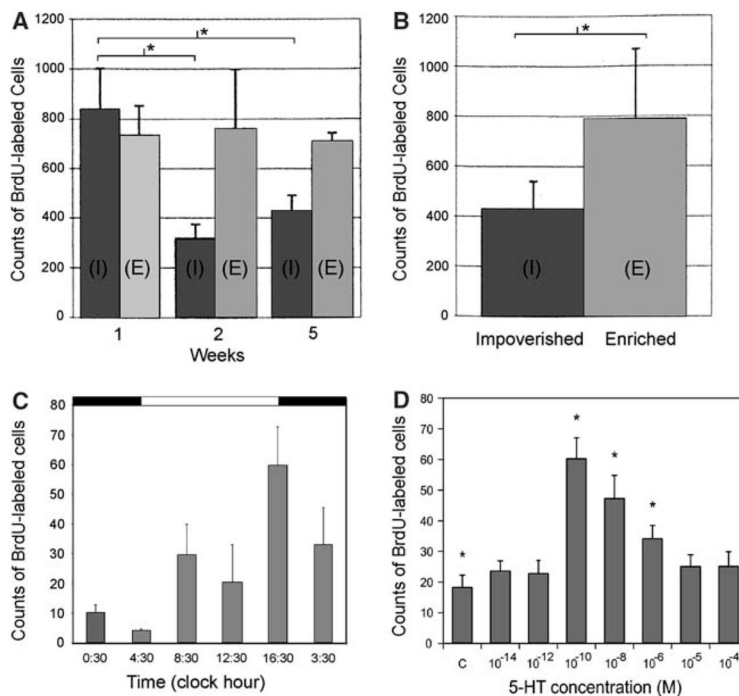 A
Counts of BrdU-labeled Cells
1200
1000
800
600
400
200
0
*
*
(I)
(E)
(I)
(E)
(I)
(E)
1
2
5
Weeks
B
Counts of BrdU-labeled Cells
1200
1000
800
600
400
200
0
*
(I)
(E)
Impoverished
Enriched
C
Counts of BrdU-labeled cells
80
70
60
50
40
30
20
10
0
0:30
4:30
8:30
12:30
16:30
3:30
Time (clock hour)
D
Counts of BrdU-labeled cells
80
70
60
50
40
30
20
10
0
*
*
*
*
C
10⁻¹⁴
10⁻¹²
10⁻¹⁰
10⁻⁸
10⁻⁶
10⁻⁵
10⁻⁴
5-HT concentration (M)